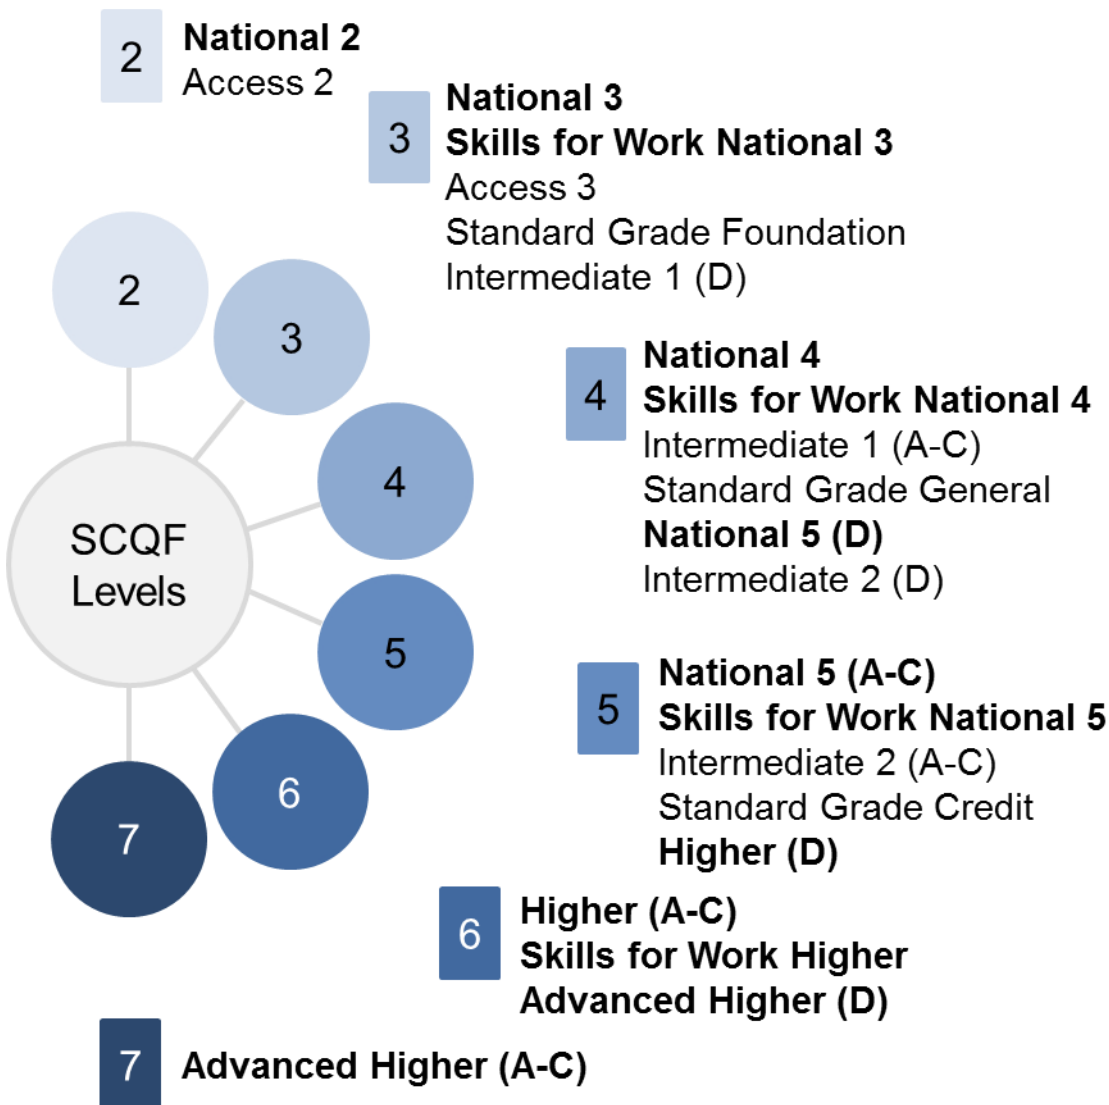 2
National 2
Access 2
3
National 3
Skills for Work National 3
Access 3
Standard Grade Foundation
Intermediate 1 (D)
2
3
4
National 4
Skills for Work National 4
Intermediate 1 (A-C)
Standard Grade General
National 5 (D)
Intermediate 2 (D)
4
SCQF
Levels
5
5
National 5 (A-C)
Skills for Work National 5
Intermediate 2 (A-C)
Standard Grade Credit
Higher (D)
6
7
6
Higher (A-C)
Skills for Work Higher
Advanced Higher (D)
7
Advanced Higher (A-C)